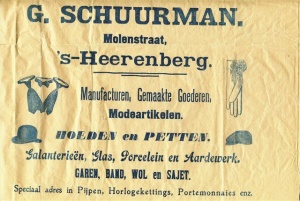 G. SCHUURMAN.
Molenstraat,
's-Heerenberg.
Manufacturen, Gemaakte Goederen,
Modeartikelen.
HOEDEN en PETTEN.
Galanterieën, Glas, Porcelein en Aardewerk.
GAREN, BAND, WOL en SAJET.
Speciaal adres in Pijpen, Horlogekettings, Portemonnaies enz.